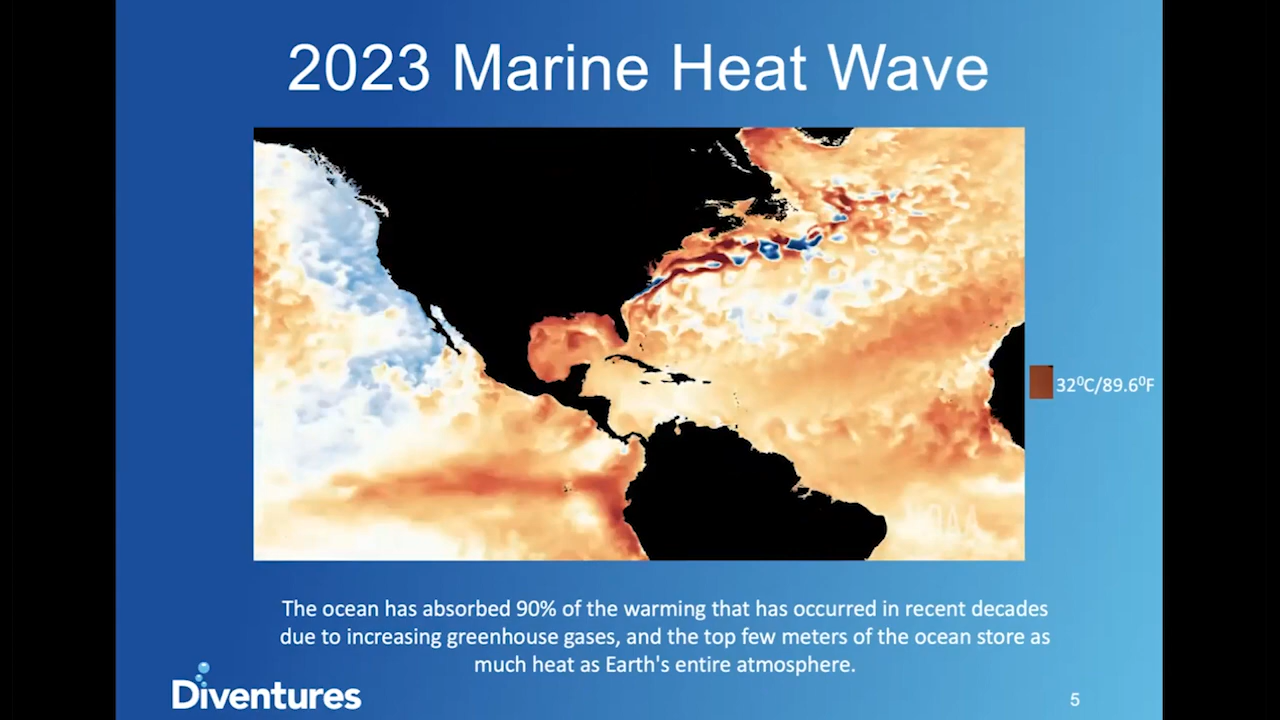 2023 Marine Heat Wave
32⁰C/89.6⁰F
NOAA
The ocean has absorbed 90% of the warming that has occurred in recent decades
due to increasing greenhouse gases, and the top few meters of the ocean store as
much heat as Earth's entire atmosphere.
Diventures
5